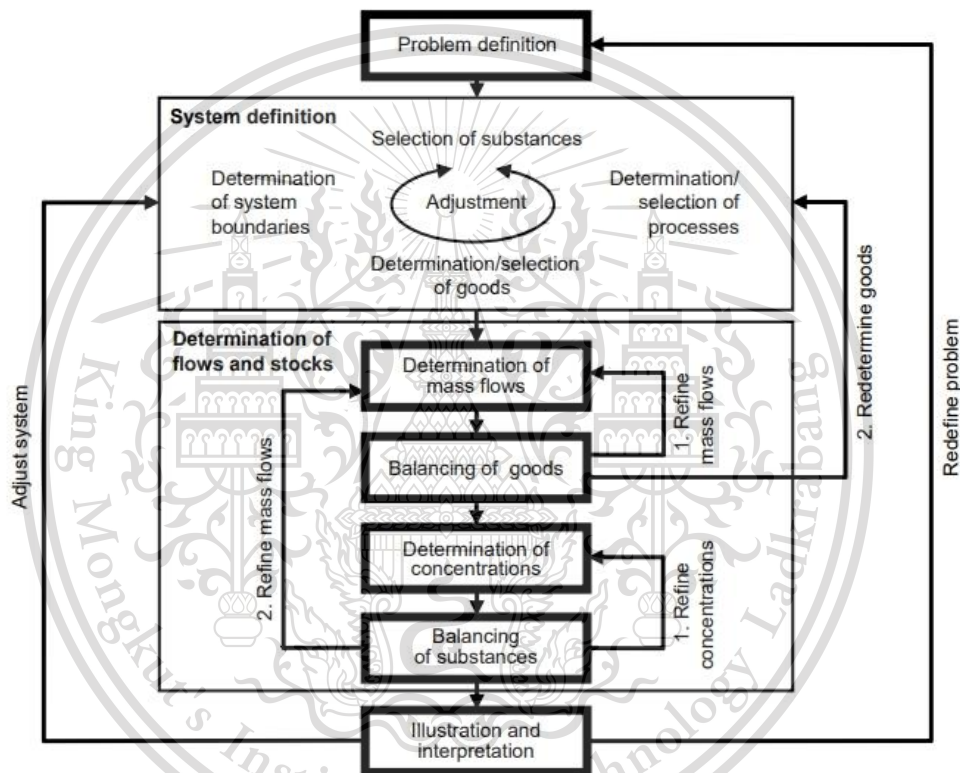 Problem definition
System definition
Selection of substances
Determination
of system
boundaries
Adjustment
Determination/
selection of
processes
Determination/selection
of goods
Determination of
flows and stocks
Determination of
mass flows
1. Refine
mass flows
Balancing of goods
2. Redetermine goods
Determination of
concentrations
1. Refine
concentrations
2. Refine mass flows
Balancing
of substances
Illustration and
interpretation
Adjust system
Redefine problem
King Mongkut's Insti Technology Ladkrabang